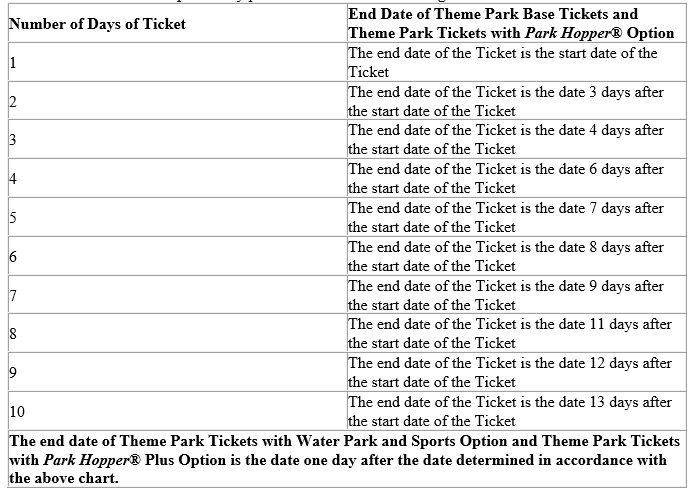 End Date of Theme Park Base Tickets and
Number of Days of Ticket
Theme Park Tickets with Park Hopper® Option
1
The end date of the Ticket is the start date of the
Ticket
2
The end date of the Ticket is the date 3 days after
the start date of the Ticket
3
The end date of the Ticket is the date 4 days after
the start date of the Ticket
4
The end date of the Ticket is the date 6 days after
the start date of the Ticket
5
The end date of the Ticket is the date 7 days after
the start date of the Ticket
6
The end date of the Ticket is the date 8 days after
the start date of the Ticket
7
The end date of the Ticket is the date 9 days after
the start date of the Ticket
8
The end date of the Ticket is the date 11 days after
the start date of the Ticket
9
The end date of the Ticket is the date 12 days after
the start date of the Ticket
10
The end date of the Ticket is the date 13 days after
the start date of the Ticket
The end date of Theme Park Tickets with Water Park and Sports Option and Theme Park Tickets
with Park Hopper® Plus Option is the date one day after the date determined in accordance with
the above chart.